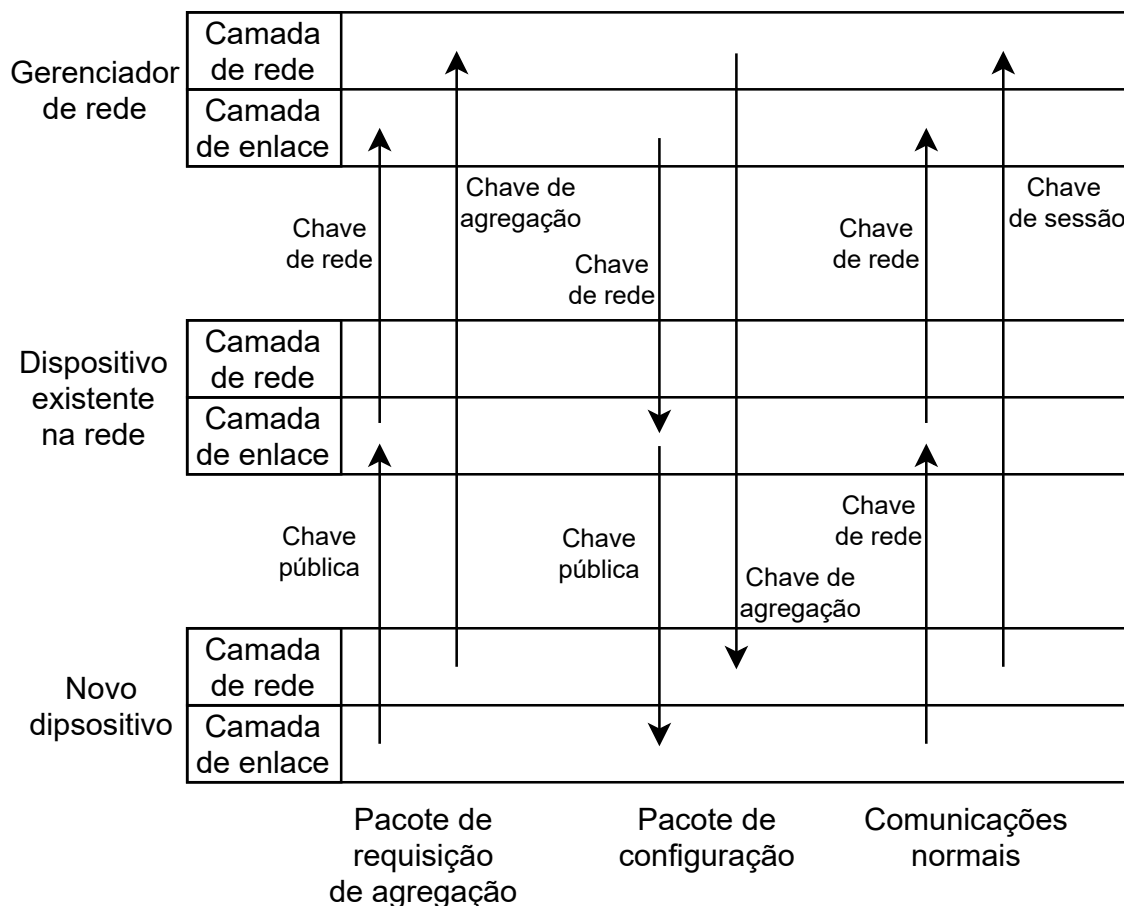 Gerenciador
de rede
Camada
de rede
Camada
de enlace
Chave
de rede
Chave de
agregação
Chave
de rede
Chave
de rede
Chave
de sessão
Dispositivo
existente
na rede
Camada
de rede
Camada
de enlace
Chave
pública
Chave
pública
Chave de
agregação
Chave
de rede
Novo
dipsositivo
Camada
de rede
Camada
de enlace
Pacote de
requisição
de agregação
Pacote de
configuração
Comunicações
normais